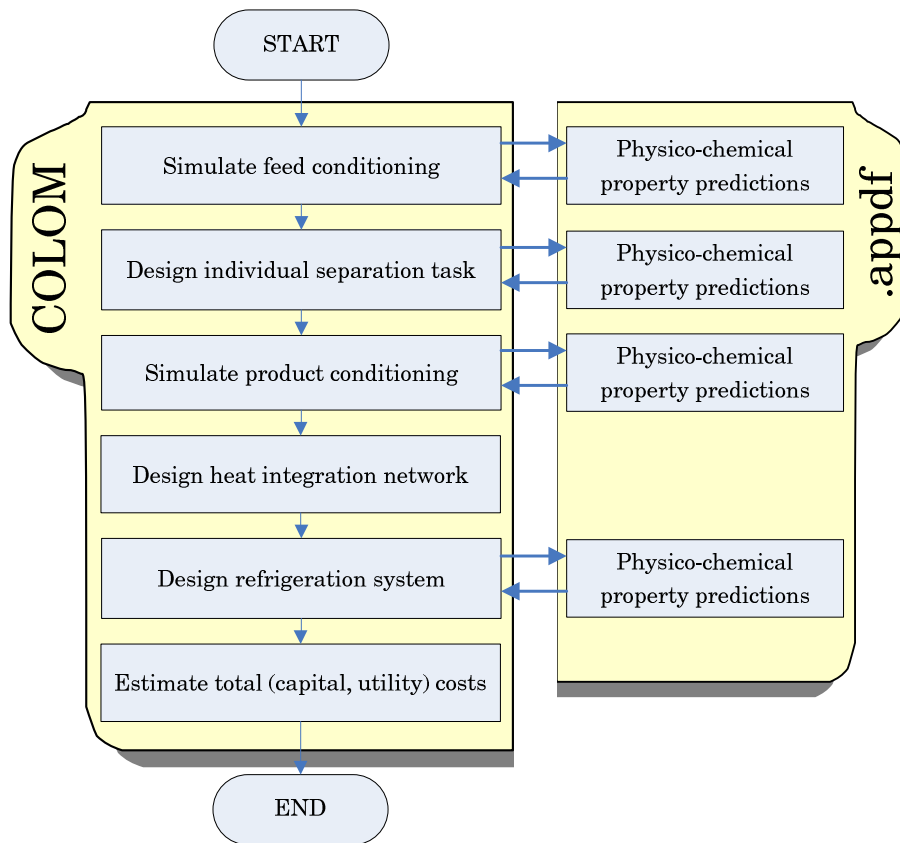 START
COLOM
Simulate feed conditioning
Physico-chemical
property predictions
.appdf
Design individual separation task
Physico-chemical
property predictions
Simulate product conditioning
Physico-chemical
property predictions
Design heat integration network
Design refrigeration system
Physico-chemical
property predictions
Estimate total (capital, utility) costs
END